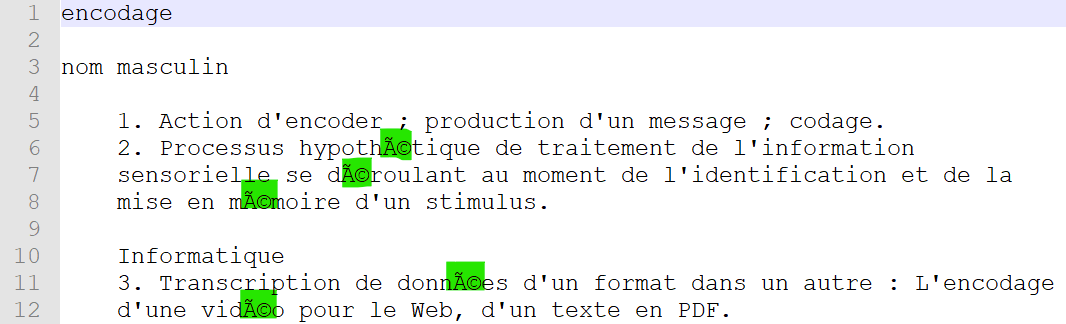 1 encodage
2
3 nom masculin
4
5 1. Action d'encoder ; production d'un message ; codage.
6 2. Processus hypothÃ©tique de traitement de l'information
7 sensorielle se dÃ©roulant au moment de l'identification et de la
8 mise en mÃ©moire d'un stimulus.
9
10 Informatique
11 3. Transcription de donnÃ©es d'un format dans un autre : L'encodage
12 d'une vidÃ©o pour le Web, d'un texte en PDF.